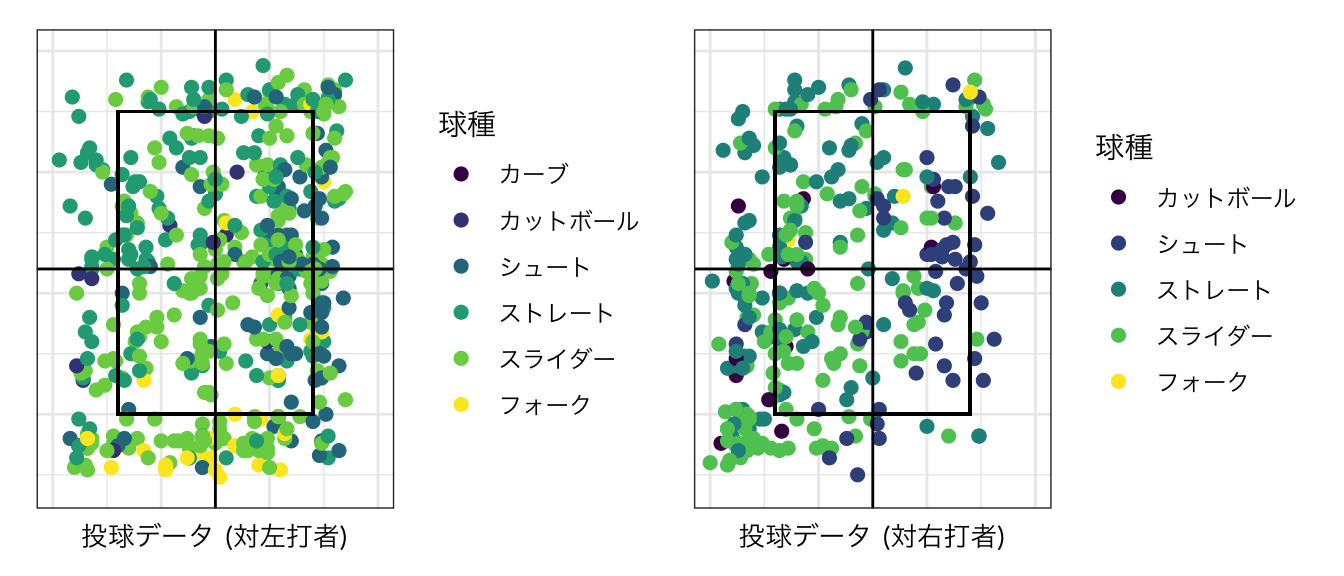 球種
カーブ
カットボール
シュート
ストレート
スライダー
フォーク
投球データ (対左打者)
球種
カットボール
シュート
ストレート
スライダー
フォーク
投球データ (対右打者)